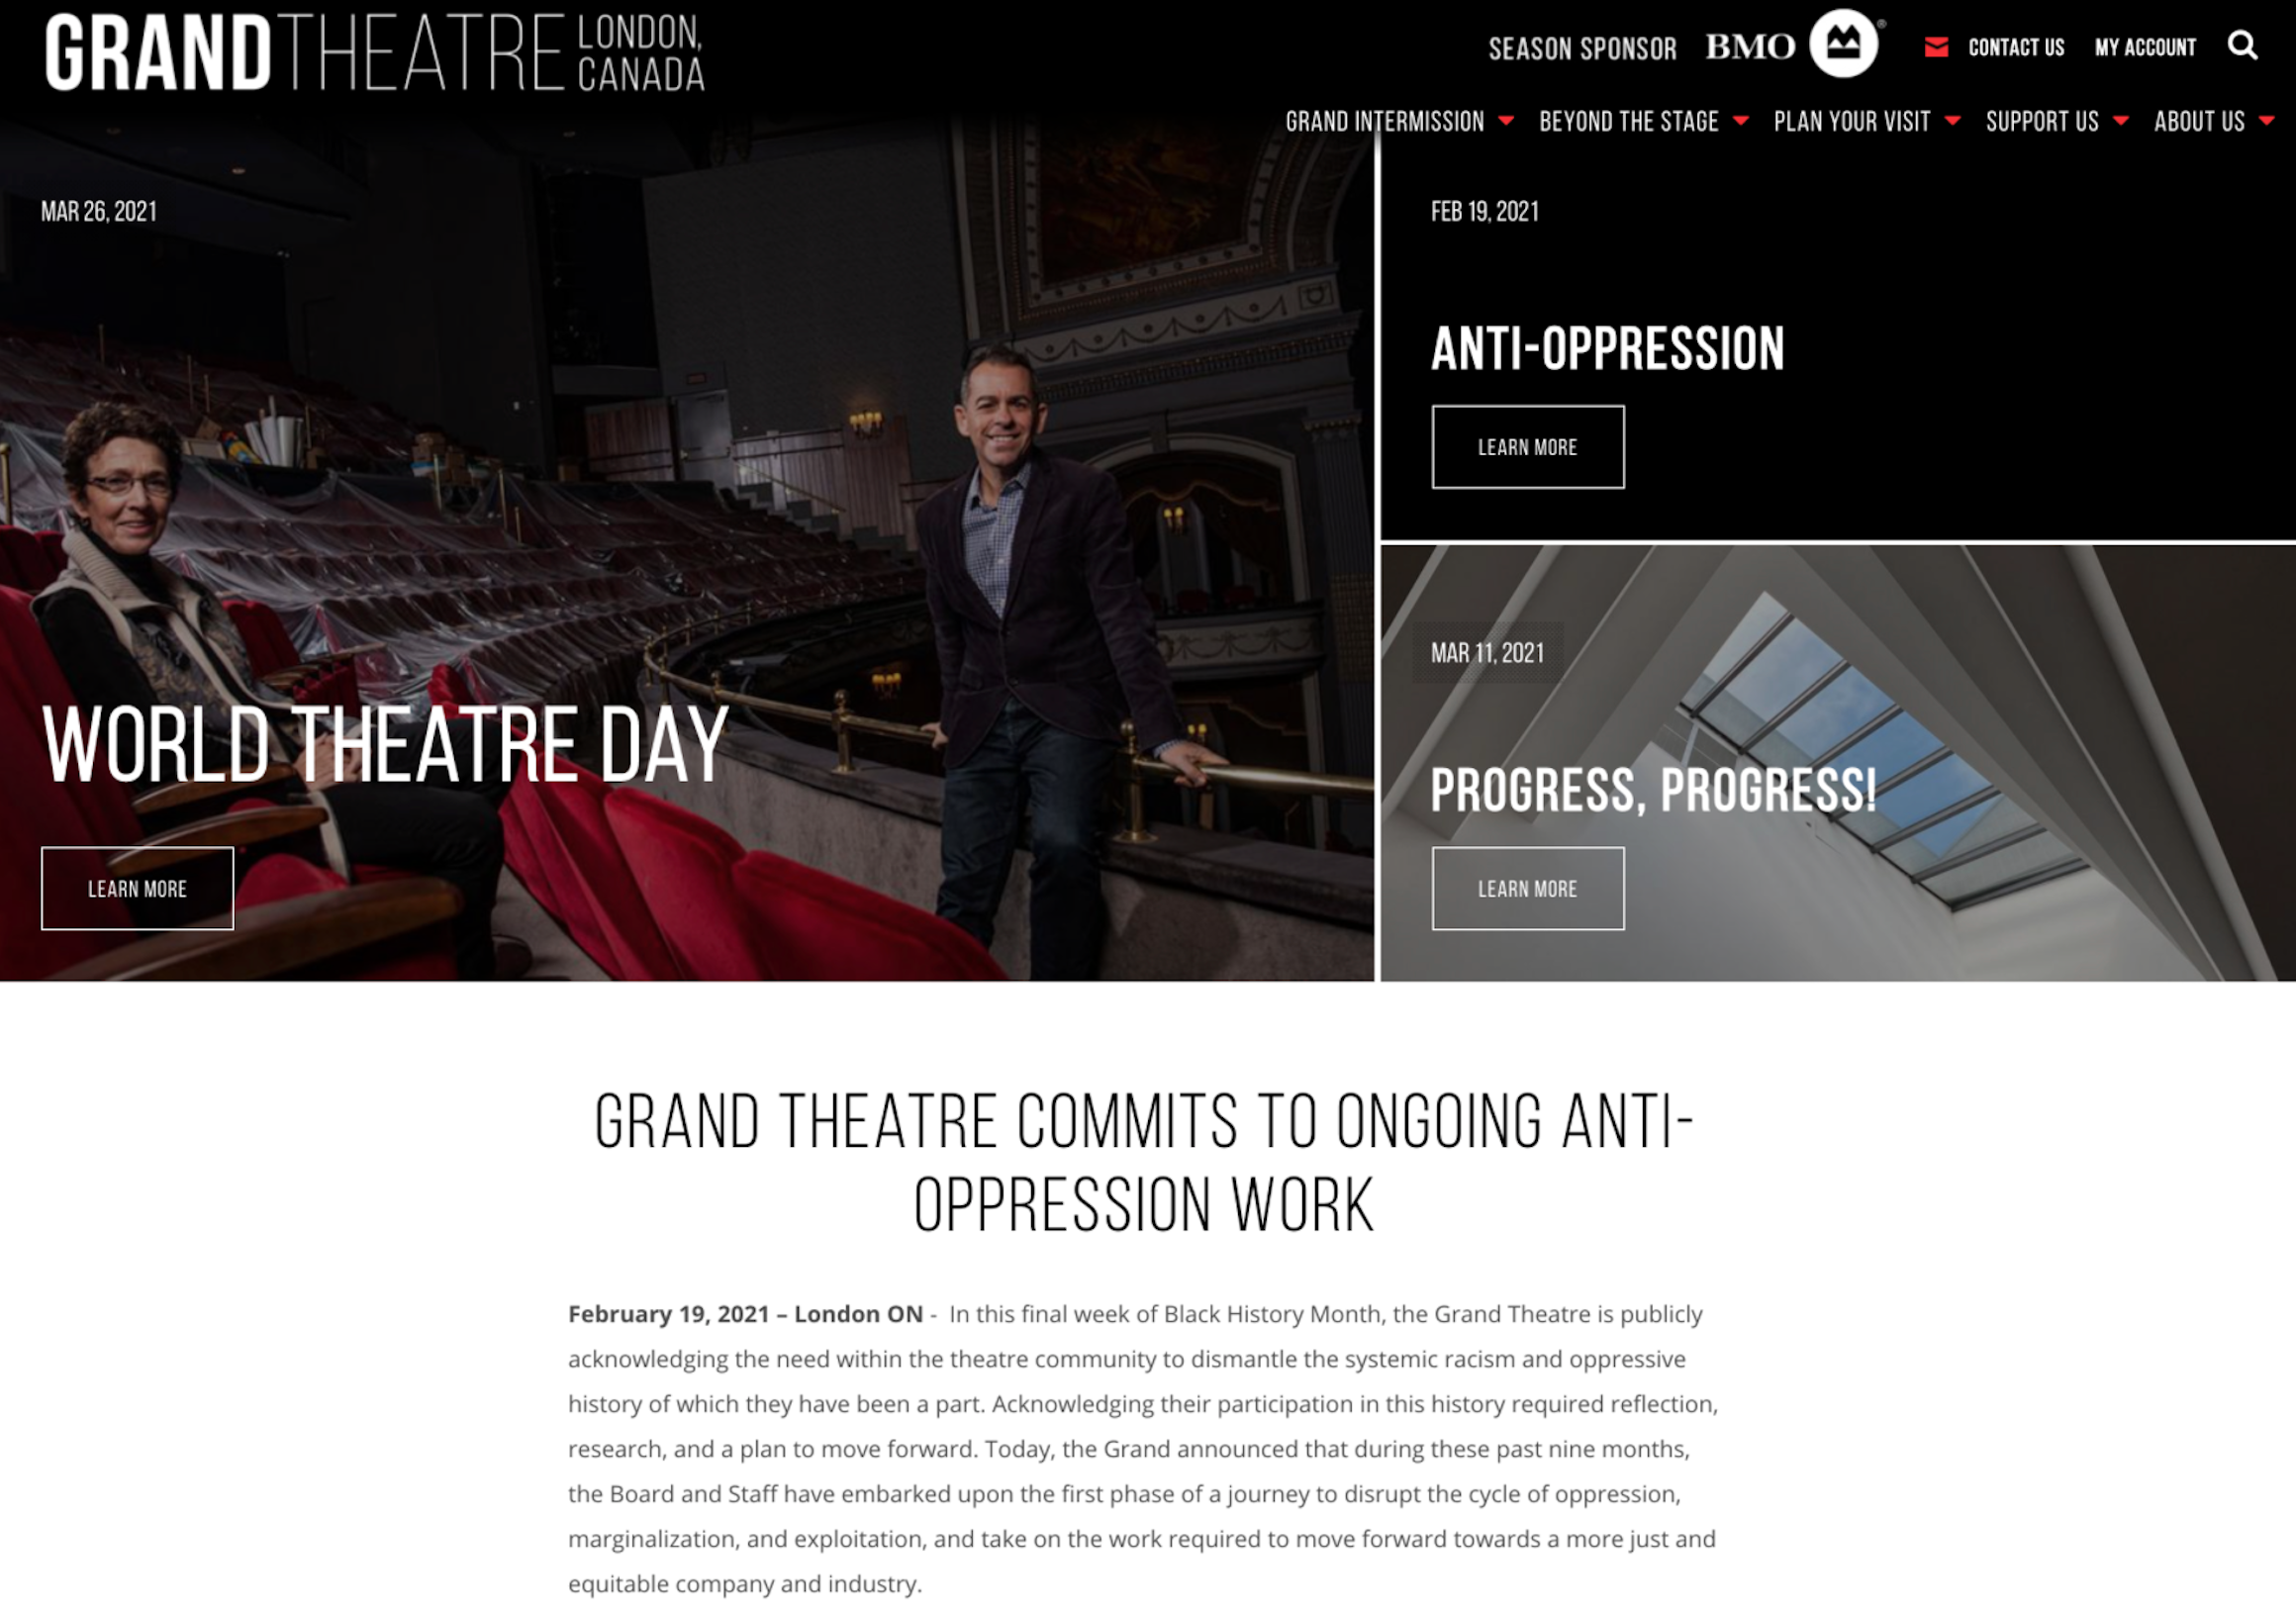 GRANDTHEATRE LONDON, CANADA
SEASON SPONSOR BMO ® CONTACT US MY ACCOUNT
GRAND INTERMISSION BEYOND THE STAGE PLAN YOUR VISIT SUPPORT US ABOUT US
MAR 26, 2021
WORLD THEATRE DAY
LEARN MORE
FEB 19, 2021
ANTI-OPPRESSION
LEARN MORE
MAR 11, 2021
PROGRESS, PROGRESS!
LEARN MORE
GRAND THEATRE COMMITS TO ONGOING ANTI-
OPPRESSION WORK
February 19, 2021 – London ON - In this final week of Black History Month, the Grand Theatre is publicly
acknowledging the need within the theatre community to dismantle the systemic racism and oppressive
history of which they have been a part. Acknowledging their participation in this history required reflection,
research, and a plan to move forward. Today, the Grand announced that during these past nine months,
the Board and Staff have embarked upon the first phase of a journey to disrupt the cycle of oppression,
marginalization, and exploitation, and take on the work required to move forward towards a more just and
equitable company and industry.